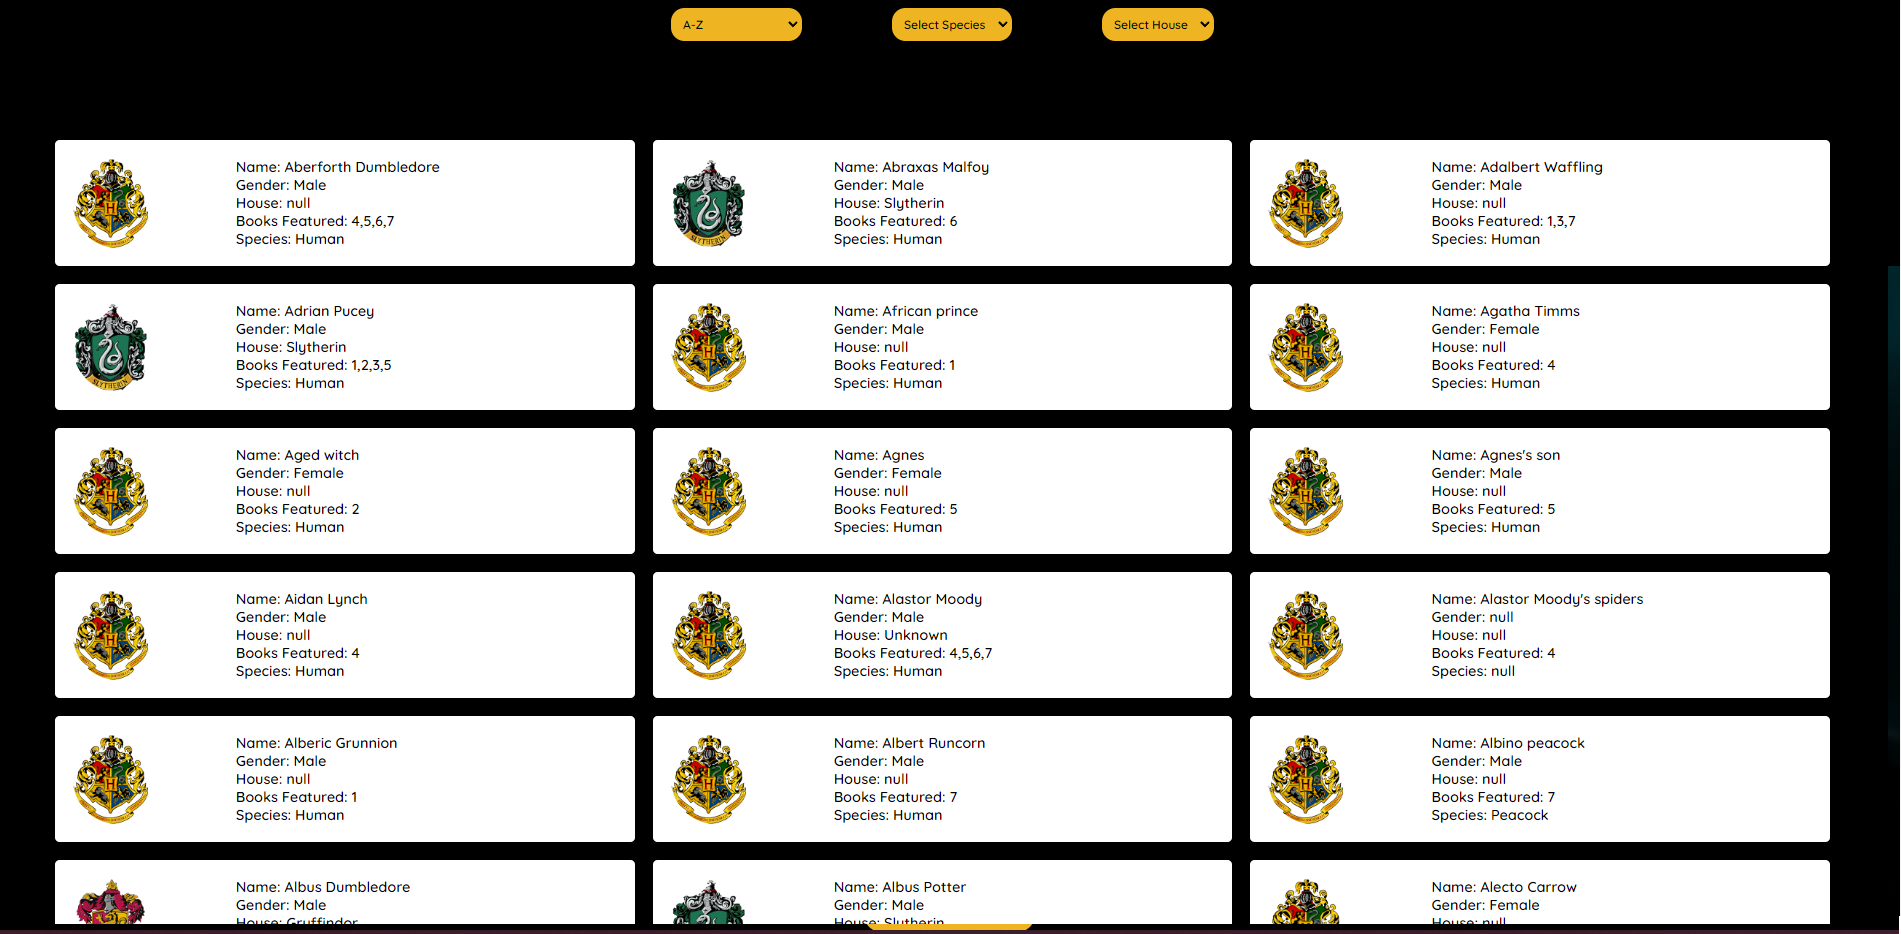 A-Z
Select Species
Select House
Name: Aberforth Dumbledore
Gender: Male
House: null
Books Featured: 4,5,6,7
Species: Human
SLYTHERIN
Name: Abraxas Malfoy
Gender: Male
House: Slytherin
Books Featured: 6
Species: Human
Name: Adalbert Waffling
Gender: Male
House: null
Books Featured: 1,3,7
Species: Human
SLYTHERIN
Name: Adrian Pucey
Gender: Male
House: Slytherin
Books Featured: 1,2,3,5
Species: Human
Name: African prince
Gender: Male
House: null
Books Featured: 1
Species: Human
Name: Agatha Timms
Gender: Female
House: null
Books Featured: 4
Species: Human
Name: Aged witch
Gender: Female
House: null
Books Featured: 2
Species: Human
Name: Agnes
Gender: Female
House: null
Books Featured: 5
Species: Human
Name: Agnes's son
Gender: Male
House: null
Books Featured: 5
Species: Human
Name: Aidan Lynch
Gender: Male
House: null
Books Featured: 4
Species: Human
Name: Alastor Moody
Gender: Male
House: Unknown
Books Featured: 4,5,6,7
Species: Human
Name: Alastor Moody's spiders
Gender: null
House: null
Books Featured: 4
Species: null
Name: Alberic Grunnion
Gender: Male
House: null
Books Featured: 1
Species: Human
Name: Albert Runcorn
Gender: Male
House: null
Books Featured: 7
Species: Human
Name: Albino peacock
Gender: Male
House: null
Books Featured: 7
Species: Peacock
Name: Albus Dumbledore
Gender: Male
House: Gryffindor
Name: Albus Potter
Gender: Male
House: Slytherin
Name: Alecto Carrow
Gender: Female
House: null